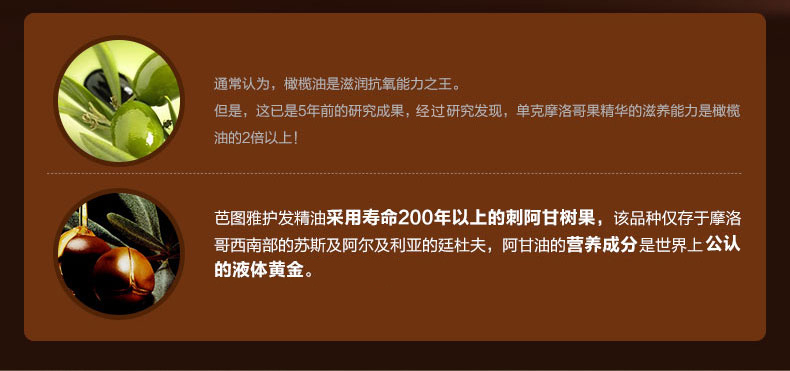 通常认为，橄榄油是滋润抗氧能力之王。
但是，这已是5年前的研究成果，经过研究发现，单克摩洛哥果精华的滋养能力是橄榄
油的2倍以上！
芭图雅护发精油采用寿命200年以上的刺阿甘树果，该品种仅存于摩洛
哥西南部的苏斯及阿尔及利亚的廷杜夫，阿甘油的营养成分是世界上公认
的液体黄金。